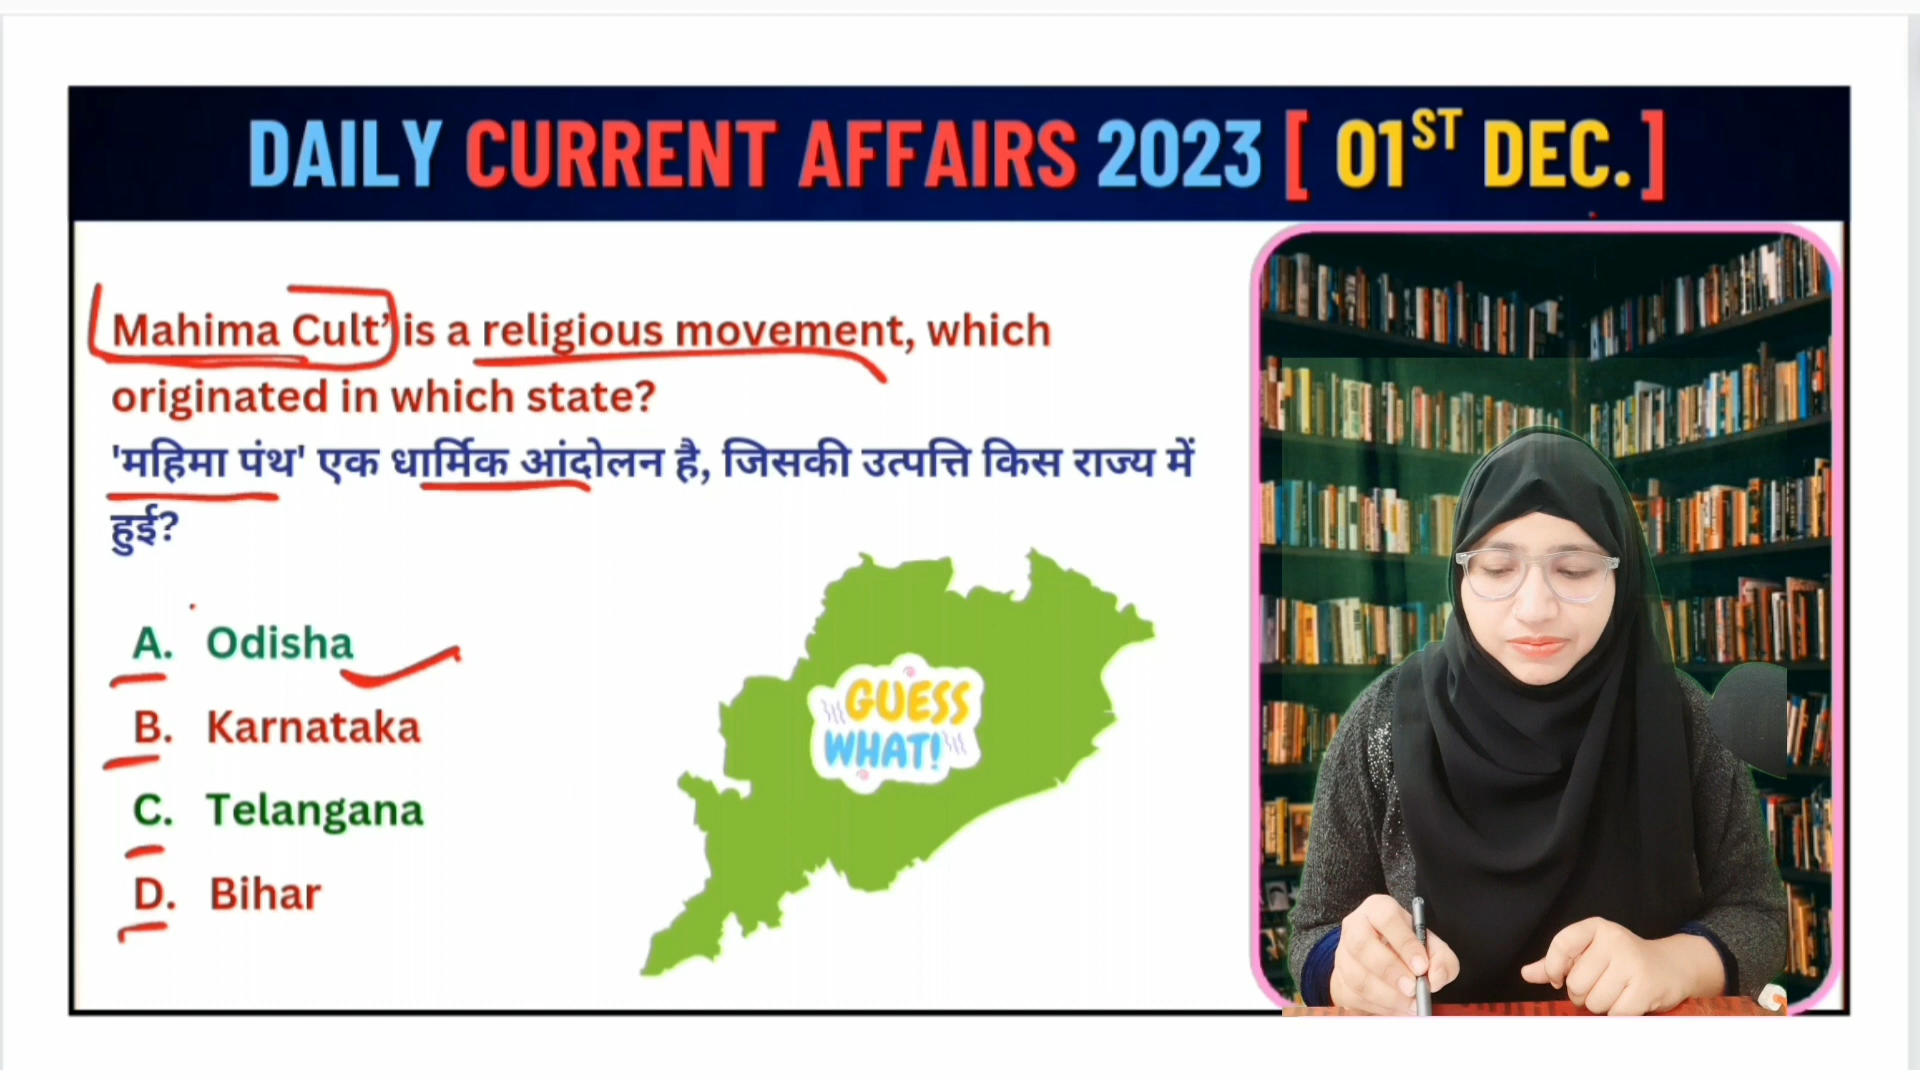 DAILY CURRENT AFFAIRS 2023 [ 01ST DEC. ]
Mahima Cult' is a religious movement, which
originated in which state?
'महिमा पंथ' एक धार्मिक आंदोलन है, जिसकी उत्पत्ति किस राज्य में
हुई?
A. Odisha
B. Karnataka
C. Telangana
D. Bihar
GUESS
WHAT!